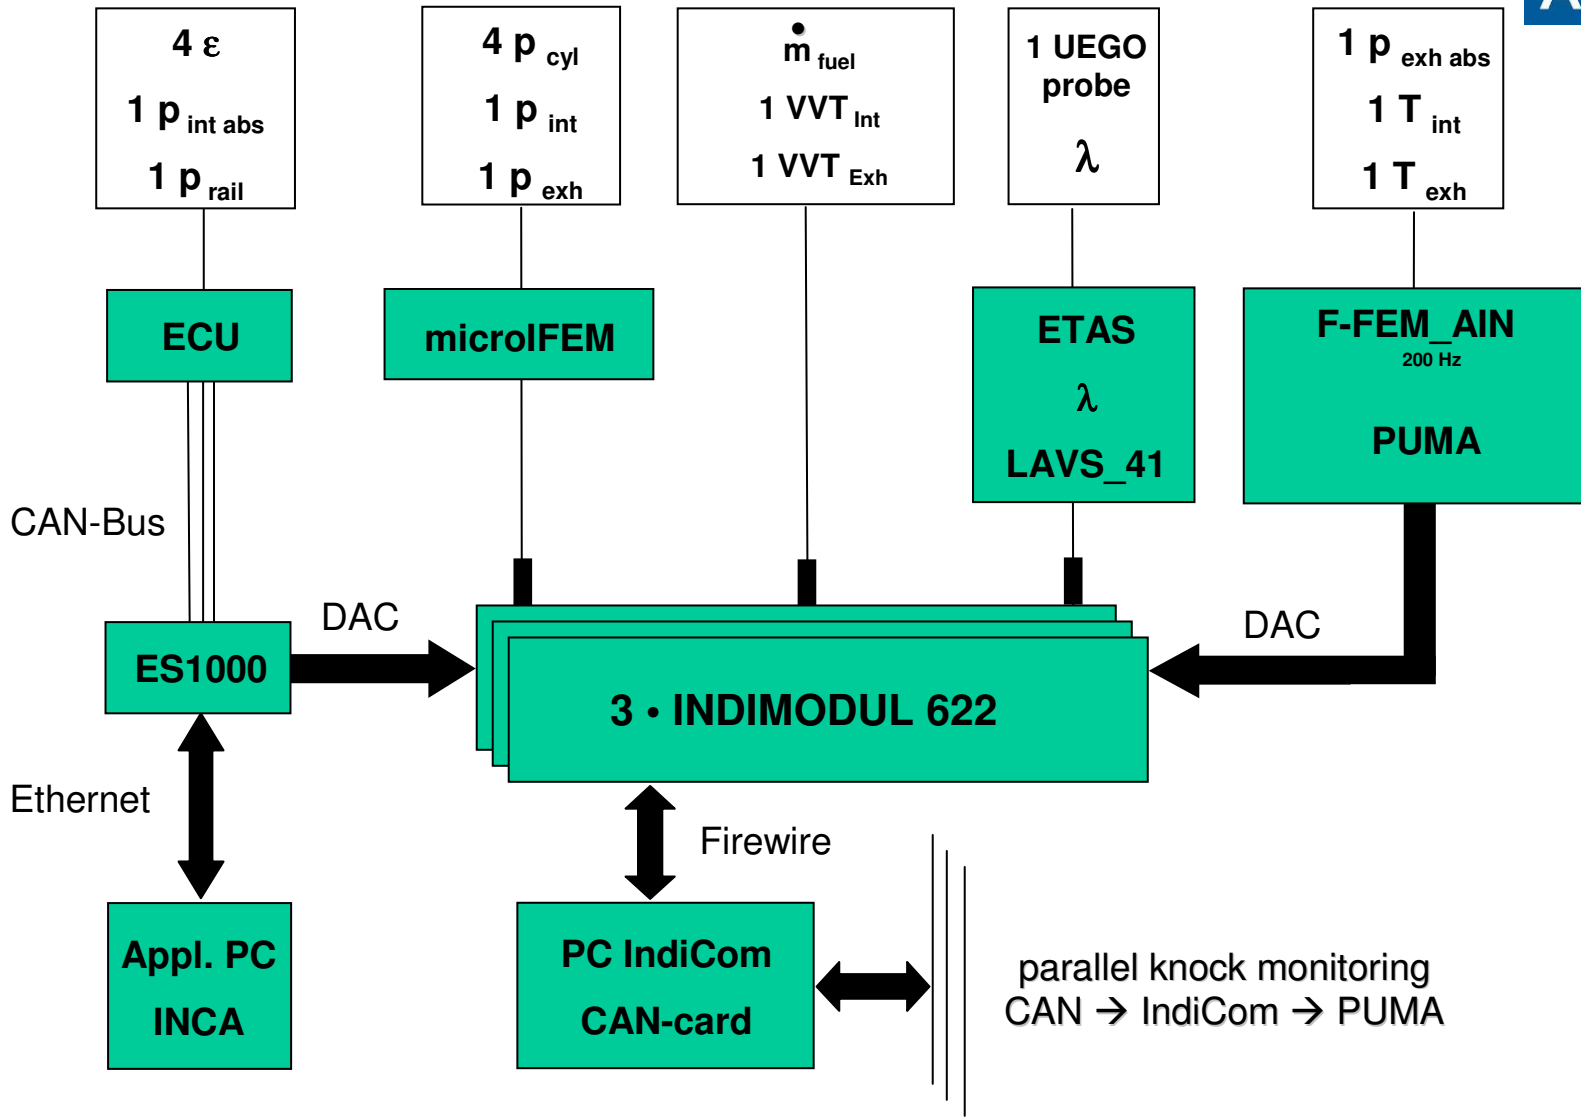 4 ε
1 p int abs
1 p rail
4 p cyl
1 p int
1 p exh
ṁ fuel
1 VVT Int
1 VVT Exh
1 UEGO
probe
λ
1 p exh abs
1 T int
1 T exh
ECU
microIFEM
ETAS
λ
LAVS_41
F-FEM_AIN
200 Hz
PUMA
CAN-Bus
DAC
DAC
ES1000
3 • INDIMODUL 622
Ethernet
Firewire
Appl. PC
INCA
PC IndiCom
CAN-card
parallel knock monitoring
CAN → IndiCom → PUMA